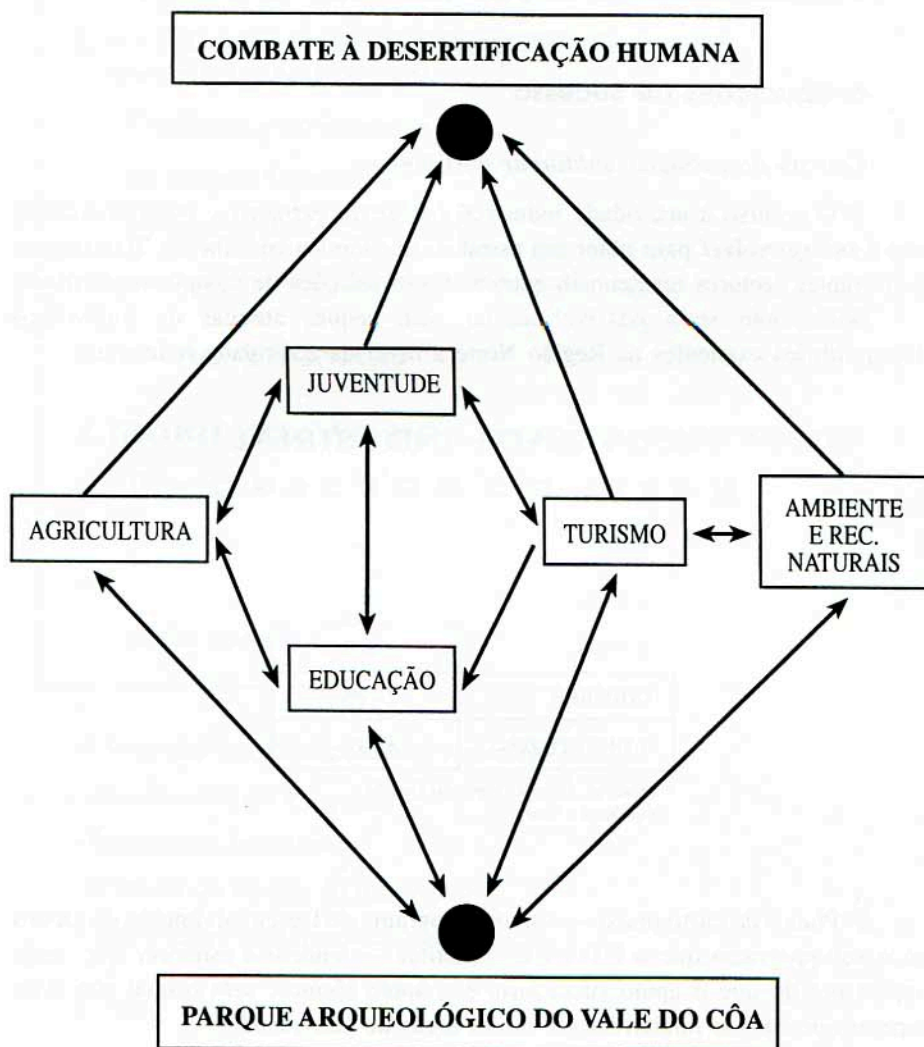 COMBATE À DESERTIFICAÇÃO HUMANA
JUVENTUDE
AGRICULTURA
TURISMO
AMBIENTE
E REC.
NATURAIS
EDUCAÇÃO
PARQUE ARQUEOLÓGICO DO VALE DO CÔA